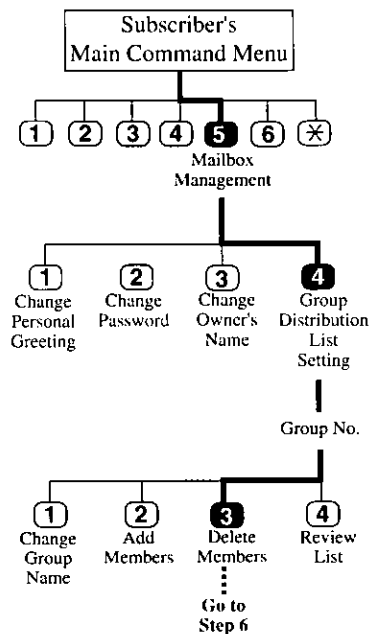 Subscriber's
Main Command Menu
1 2 3 4 5 6 ✳
Mailbox
Management
1 2 3 4
Change Change Change Group
Personal Password Owner's Distribution
Greeting Name List
Setting
Group No.
1 2 3 4
Change Add Delete Review
Group Members Members List
Name
Go to
Step 6